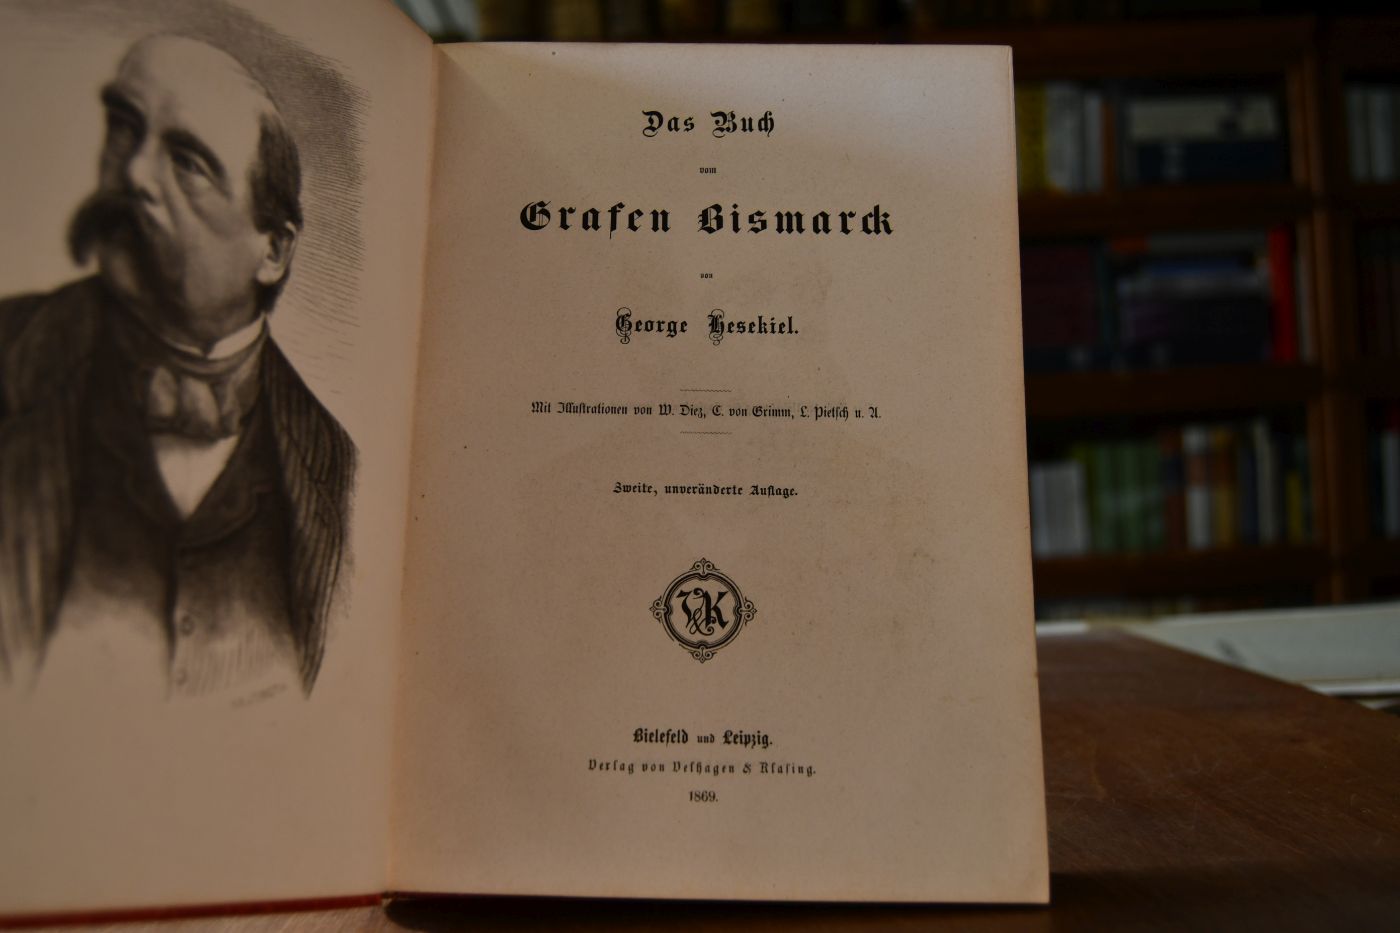 Das Buch
vom
Grafen Bismarck
von
George Hesekiel.
Mit Illustrationen von W. Diez, C. von Grimm, L. Pietsch u. A.
Zweite, unveränderte Auflage.
V&K
Bielefeld und Leipzig.
Verlag von Velhagen & Klasing.
1869.